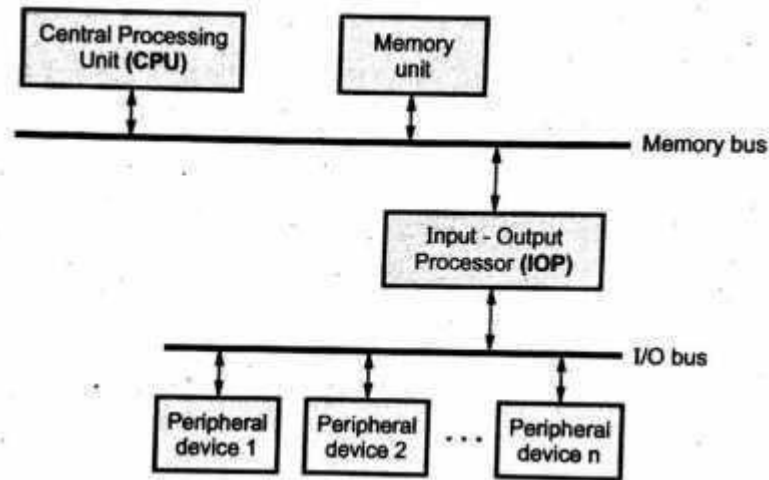 Central Processing
Unit (CPU)
Memory
unit
Memory bus
Input - Output
Processor (IOP)
I/O bus
Peripheral
device 1
Peripheral
device 2
...
Peripheral
device n